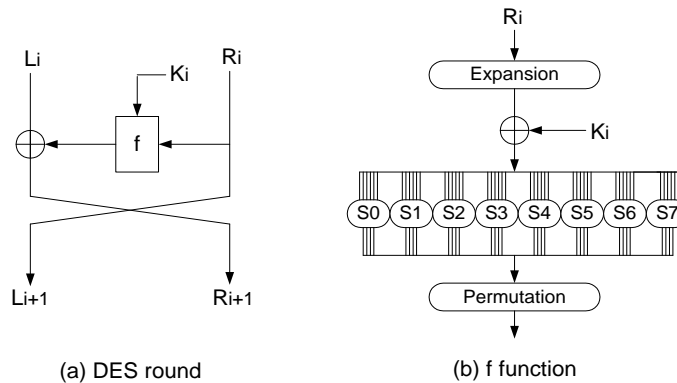 Li
Ri
Ki
f
Li+1
Ri+1
(a) DES round
Ri
Expansion
Ki
S0 S1 S2 S3 S4 S5 S6 S7
Permutation
(b) f function